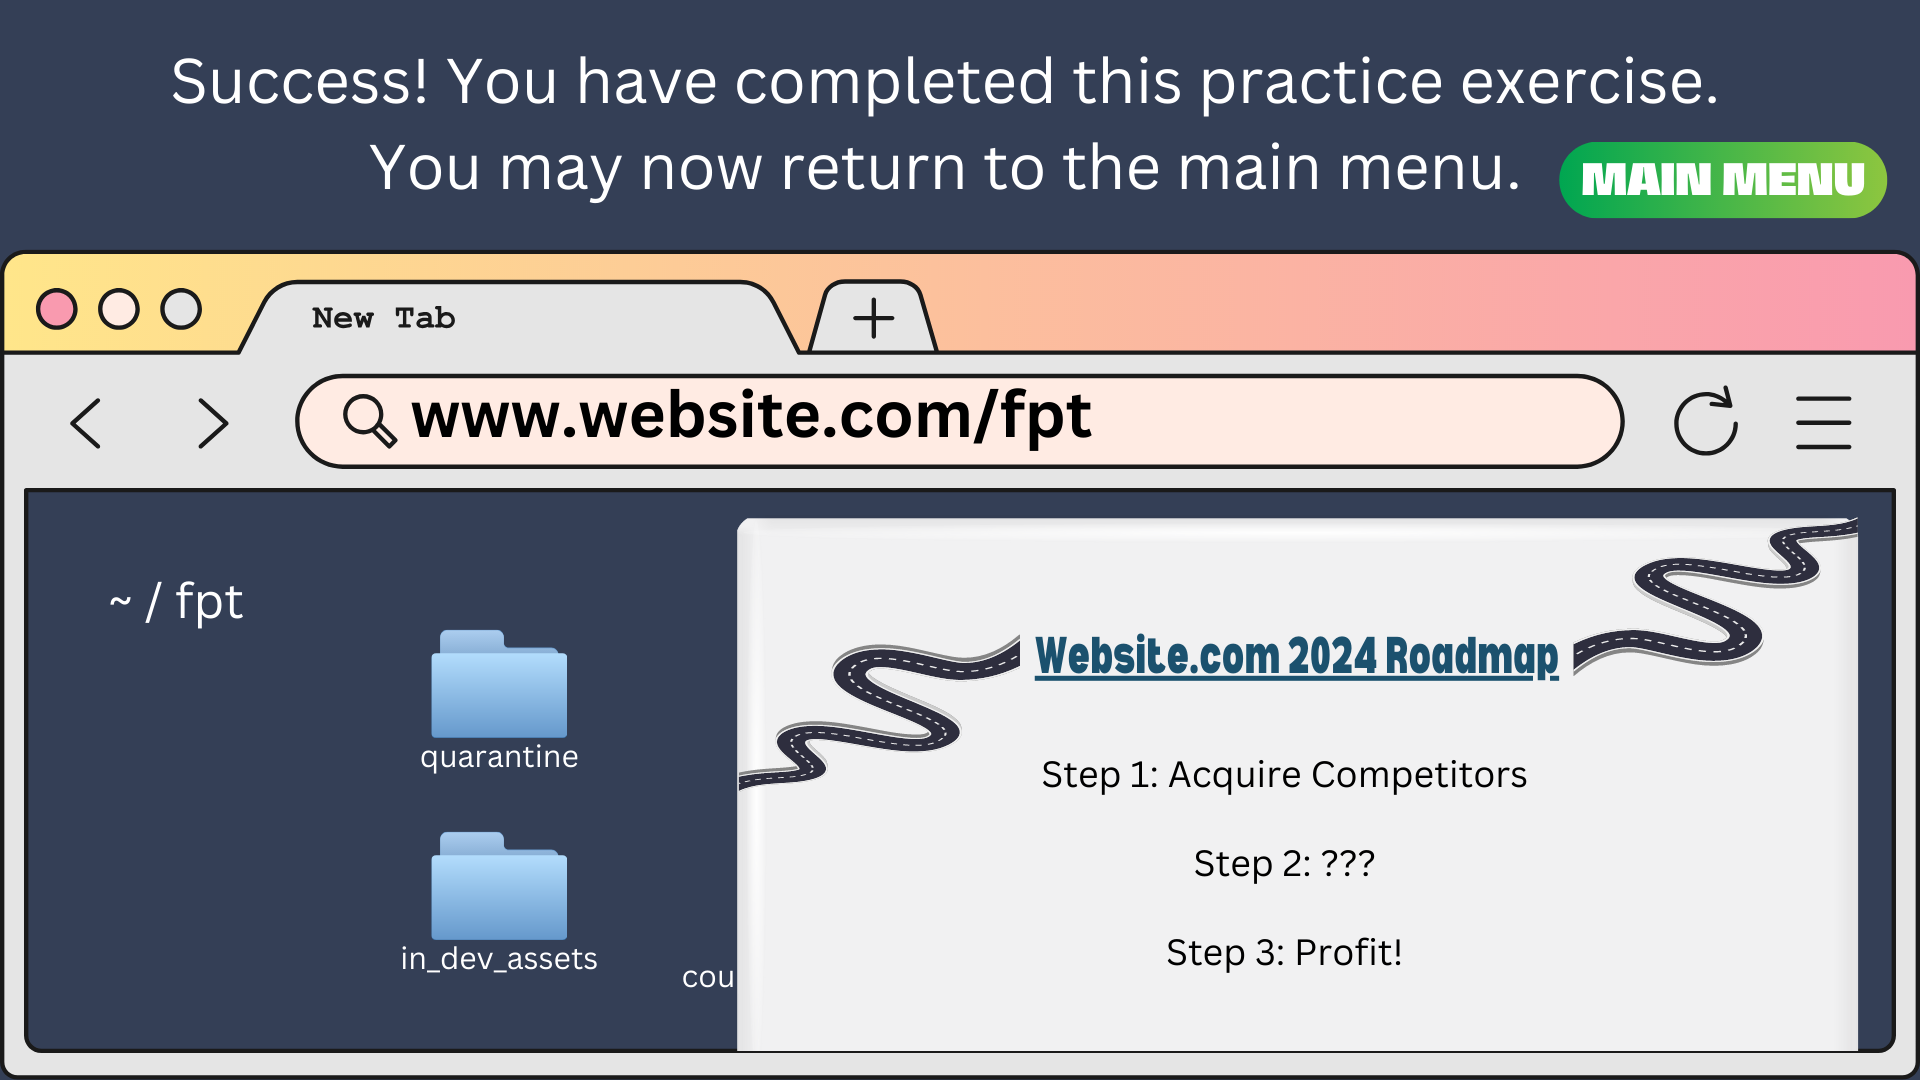 Success! You have completed this practice exercise.
You may now return to the main menu.
MAIN MENU
New Tab
www.website.com/fpt
~ / fpt
quarantine
in_dev_assets
cou
Website.com 2024 Roadmap
Step 1: Acquire Competitors
Step 2: ???
Step 3: Profit!